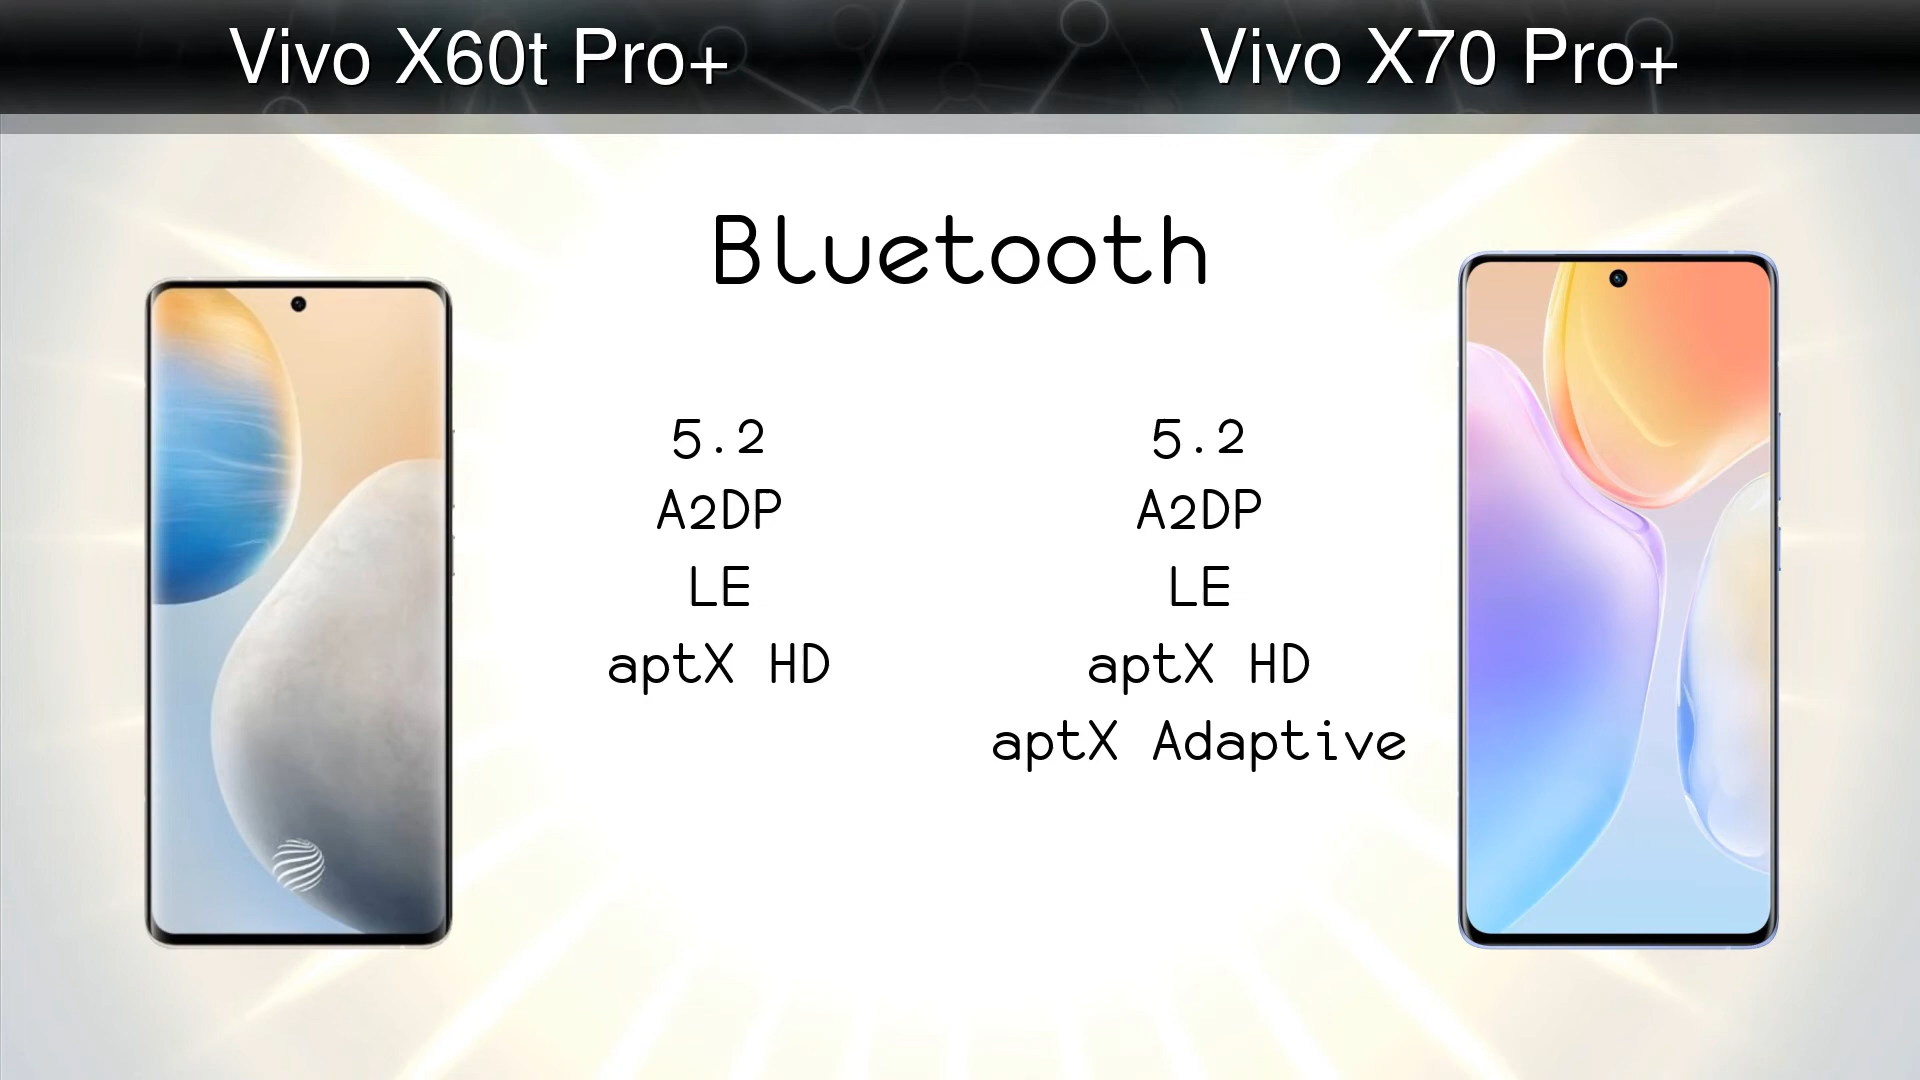 Vivo X60t Pro+
Vivo X70 Pro+
Bluetooth
5.2
A2DP
LE
aptX HD
5.2
A2DP
LE
aptX HD
aptX Adaptive